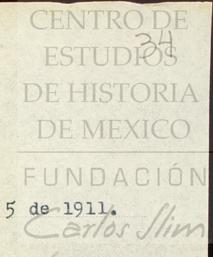 CENTRO DE
34
ESTUDIOS
DE HISTORIA
DE MEXICO
FUNDACIÓN
5 de 1911.
Carlos Slim